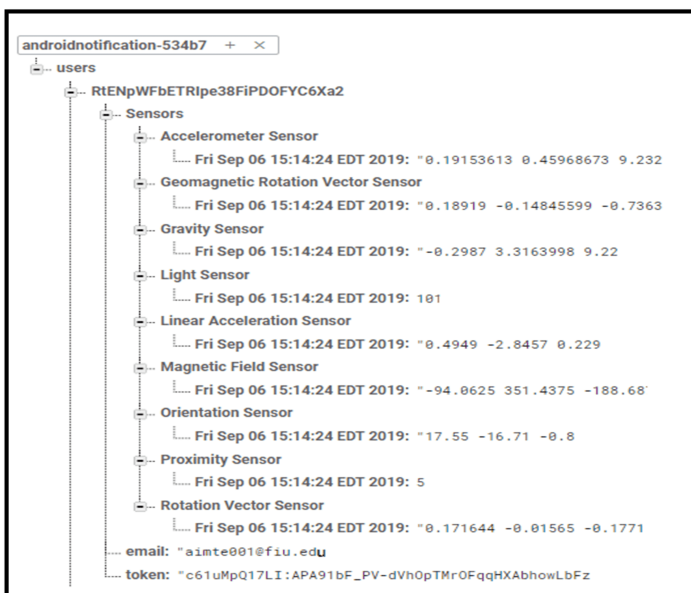 androidnotification-534b7 + ×
users
RtENpWFbETRIpe38FiPDOFYC6Xa2
Sensors
Accelerometer Sensor
Fri Sep 06 15:14:24 EDT 2019: "0.19153613 0.45968673 9.232
Geomagnetic Rotation Vector Sensor
Fri Sep 06 15:14:24 EDT 2019: "0.18919 -0.14845599 -0.7363
Gravity Sensor
Fri Sep 06 15:14:24 EDT 2019: "-0.2987 3.3163998 9.22
Light Sensor
Fri Sep 06 15:14:24 EDT 2019: 101
Linear Acceleration Sensor
Fri Sep 06 15:14:24 EDT 2019: "0.4949 -2.8457 0.229
Magnetic Field Sensor
Fri Sep 06 15:14:24 EDT 2019: "-94.0625 351.4375 -188.68
Orientation Sensor
Fri Sep 06 15:14:24 EDT 2019: "17.55 -16.71 -0.8
Proximity Sensor
Fri Sep 06 15:14:24 EDT 2019: 5
Rotation Vector Sensor
Fri Sep 06 15:14:24 EDT 2019: "0.171644 -0.01565 -0.1771
email: "aimte001@fiu.edu
token: "c61uMpQ17LI:APA91bF_PV-dVhOpTMrOFqqHXAbhowLbFz